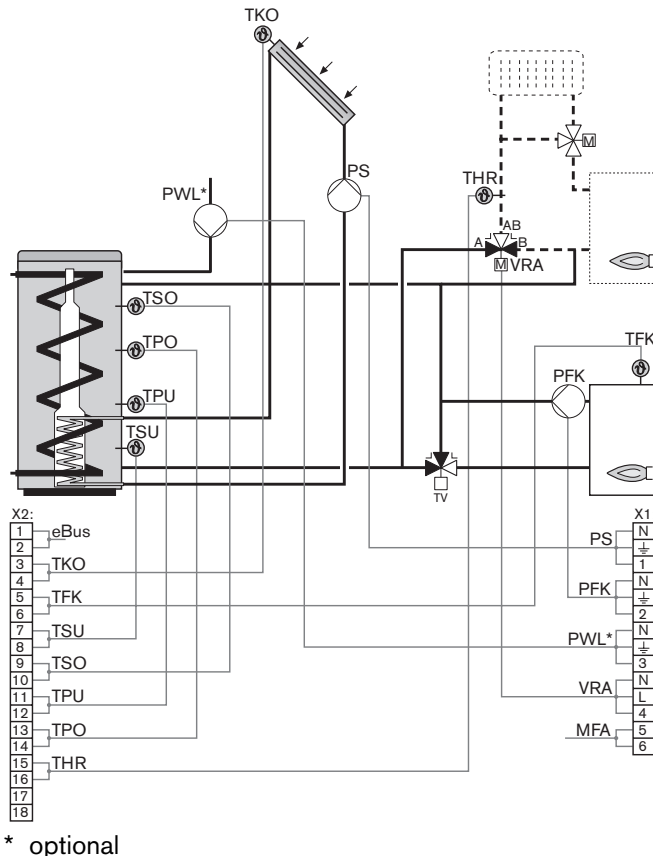 TKO
PS
PWL*
THR
AB
A
B
M
M
VRA
TSO
TPO
TPU
TSU
TFK
PFK
TV
X2:
1
2
eBus
3
4
TKO
5
6
TFK
7
8
TSU
9
10
TSO
11
12
TPU
13
14
TPO
15
16
THR
17
18
X1
PS
N
1
PFK
N
2
PWL*
N
3
VRA
N
L
4
MFA
5
6
* optional